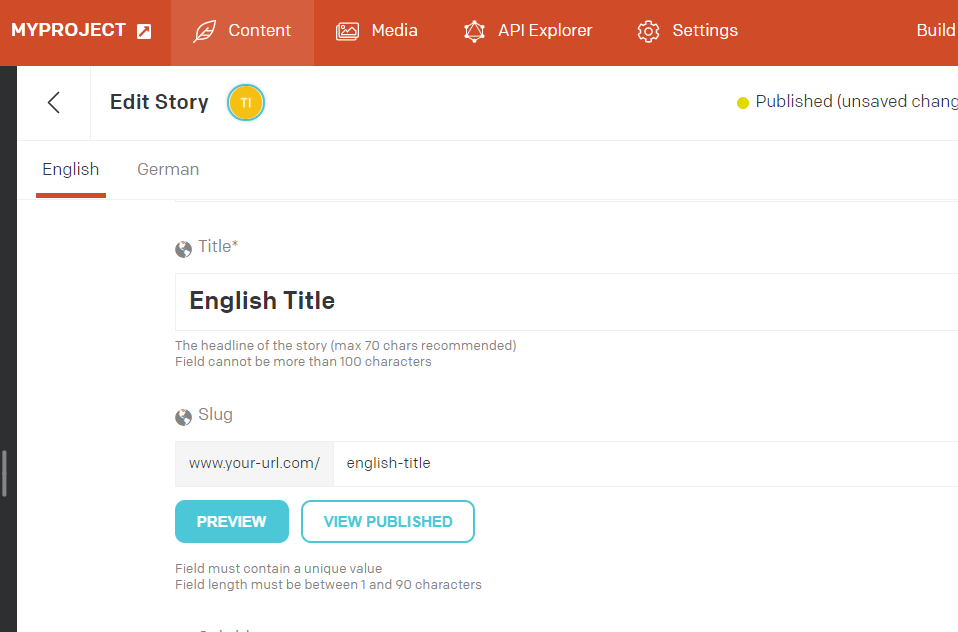 MYPROJECT Content Media API Explorer Settings Build
Edit Story TI Published (unsaved chang
English German
Title*
English Title
The headline of the story (max 70 chars recommended)
Field cannot be more than 100 characters
Slug
www.your-url.com/ english-title
PREVIEW VIEW PUBLISHED
Field must contain a unique value
Field length must be between 1 and 90 characters